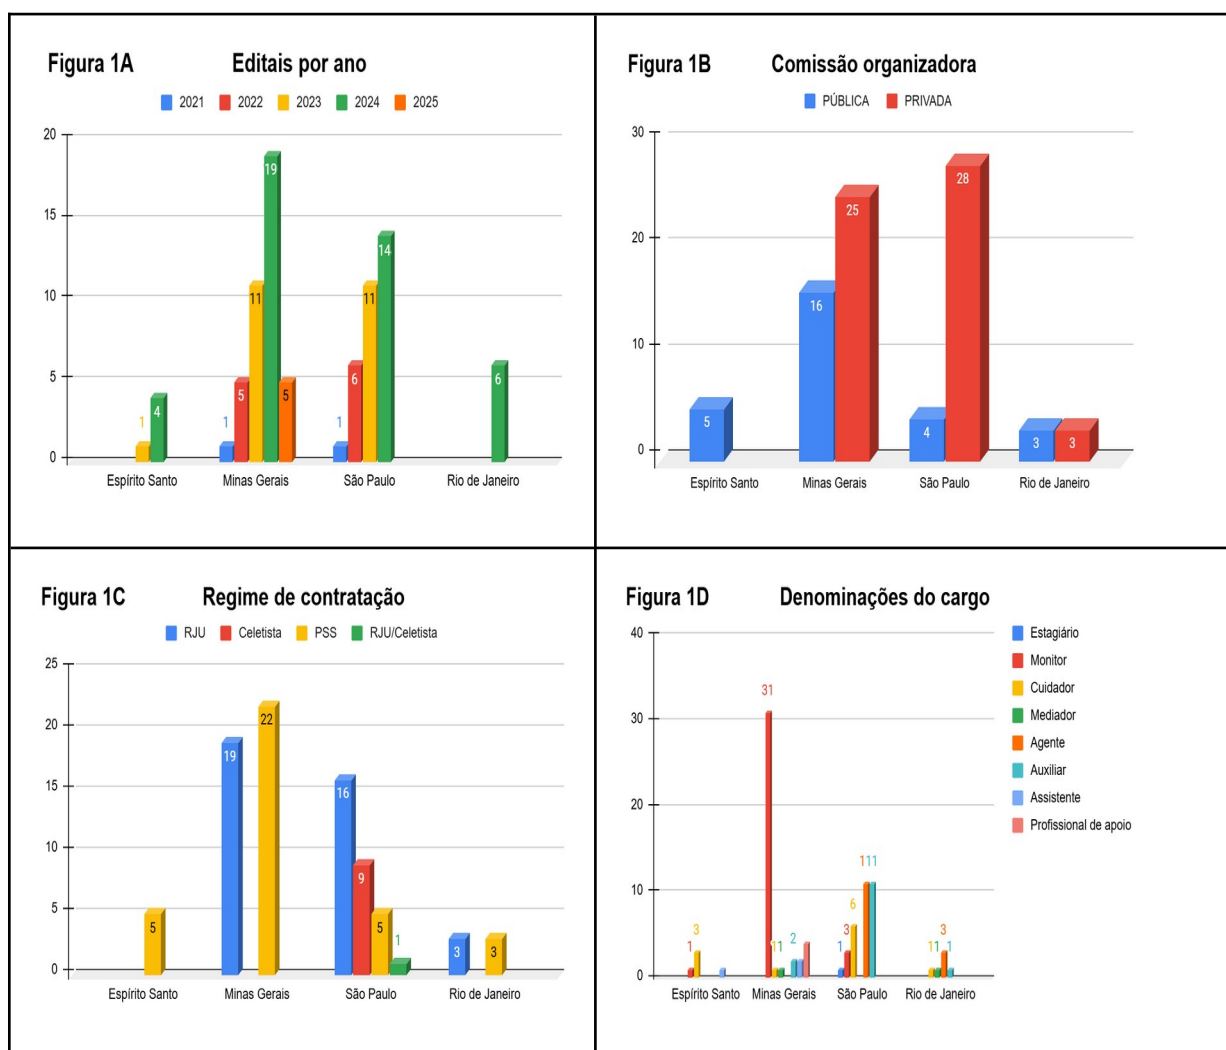 Figura 1A Editais por ano
2021 2022 2023 2024 2025
20
15
10
5
0
1 4 1 5 11 19 5 1 6 11 14 6
Espírito Santo Minas Gerais São Paulo Rio de Janeiro
Figura 1B Comissão organizadora
PÚBLICA PRIVADA
30
20
10
0
5 16 25 4 28 3 3
Espírito Santo Minas Gerais São Paulo Rio de Janeiro
Figura 1C Regime de contratação
RJU Celetista PSS RJU/Celetista
25
20
15
10
5
0
5 19 22 16 9 5 1 3 3
Espírito Santo Minas Gerais São Paulo Rio de Janeiro
Figura 1D Denominações do cargo
Estagiário
Monitor
Cuidador
Mediador
Agente
Auxiliar
Assistente
Profissional de apoio
40
30
20
10
0
1 3 31 1 1 2 1 3 6 11 11 1 1 3 1
Espírito Santo Minas Gerais São Paulo Rio de Janeiro